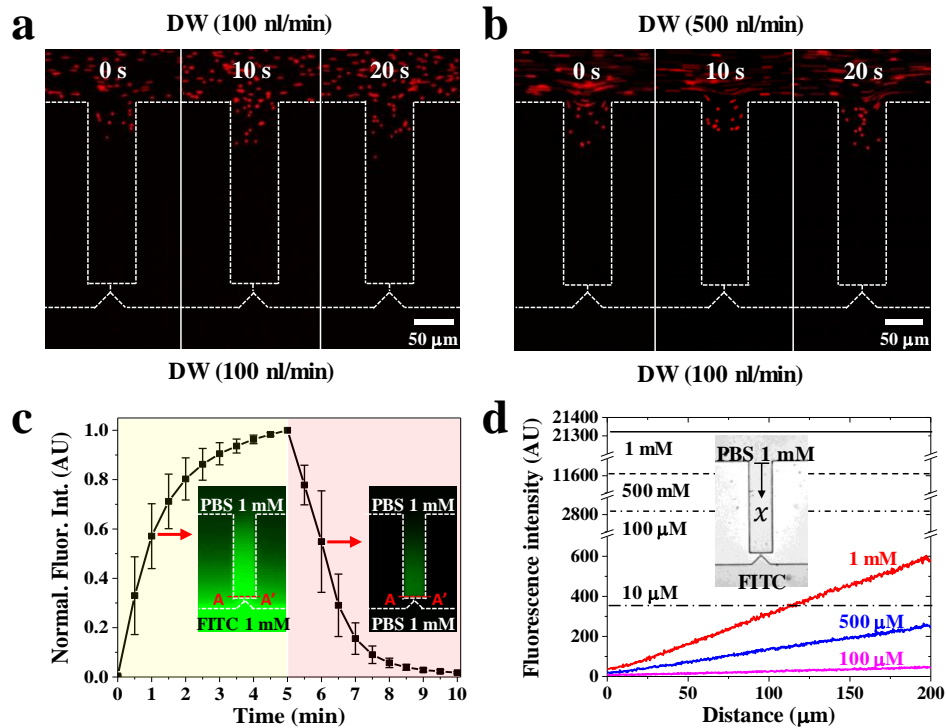 a
DW (100 nl/min)
0 s
10 s
20 s
50 μm
DW (100 nl/min)
b
DW (500 nl/min)
0 s
10 s
20 s
50 μm
DW (100 nl/min)
c
Normal. Fluor. Int. (AU)
1.0
0.8
0.6
0.4
0.2
0.0
PBS 1 mM
A A'
FITC 1 mM
PBS 1 mM
A A'
PBS 1 mM
0 1 2 3 4 5 6 7 8 9 10
Time (min)
d
Fluorescence intensity (AU)
21400
21300
11600
2800
600
400
200
0
1 mM
500 mM
100 μM
10 μM
PBS 1 mM
x
FITC
1 mM
500 μM
100 μM
0 50 100 150 200
Distance (μm)